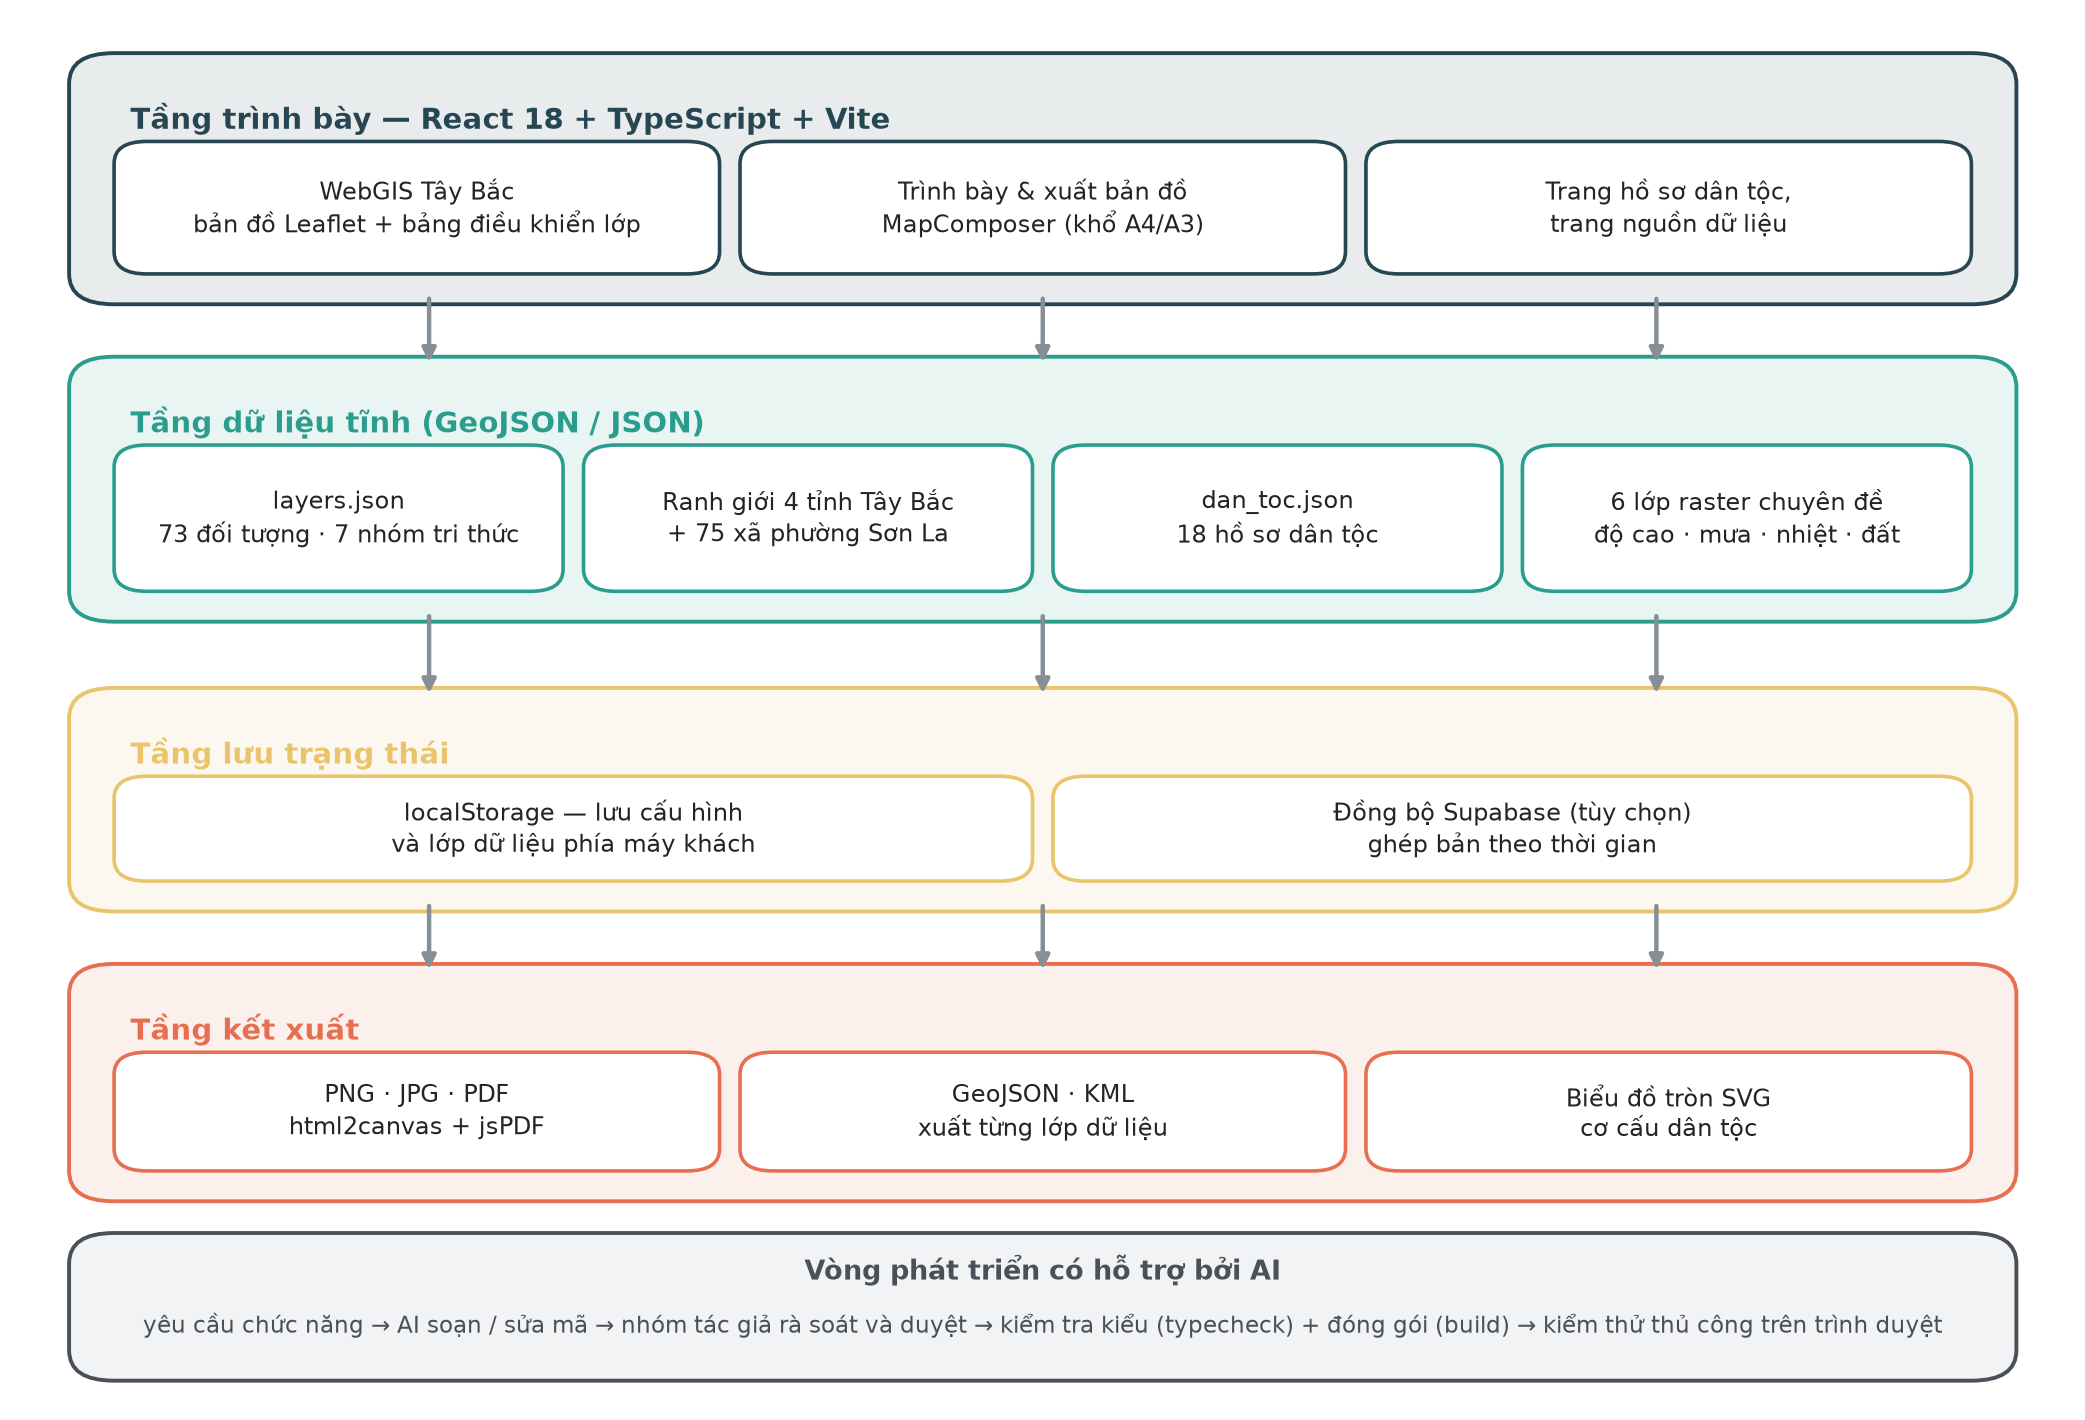 Tầng trình bày — React 18 + TypeScript + Vite
WebGIS Tây Bắc
bản đồ Leaflet + bảng điều khiển lớp
Trình bày & xuất bản đồ
MapComposer (khổ A4/A3)
Trang hồ sơ dân tộc,
trang nguồn dữ liệu
Tầng dữ liệu tĩnh (GeoJSON / JSON)
layers.json
73 đối tượng · 7 nhóm tri thức
Ranh giới 4 tỉnh Tây Bắc
+ 75 xã phường Sơn La
dan_toc.json
18 hồ sơ dân tộc
6 lớp raster chuyên đề
độ cao · mưa · nhiệt · đất
Tầng lưu trạng thái
localStorage — lưu cấu hình
và lớp dữ liệu phía máy khách
Đồng bộ Supabase (tùy chọn)
ghép bản theo thời gian
Tầng kết xuất
PNG · JPG · PDF
html2canvas + jsPDF
GeoJSON · KML
xuất từng lớp dữ liệu
Biểu đồ tròn SVG
cơ cấu dân tộc
Vòng phát triển có hỗ trợ bởi AI
yêu cầu chức năng → AI soạn / sửa mã → nhóm tác giả rà soát và duyệt → kiểm tra kiểu (typecheck) + đóng gói (build) → kiểm thử thủ công trên trình duyệt